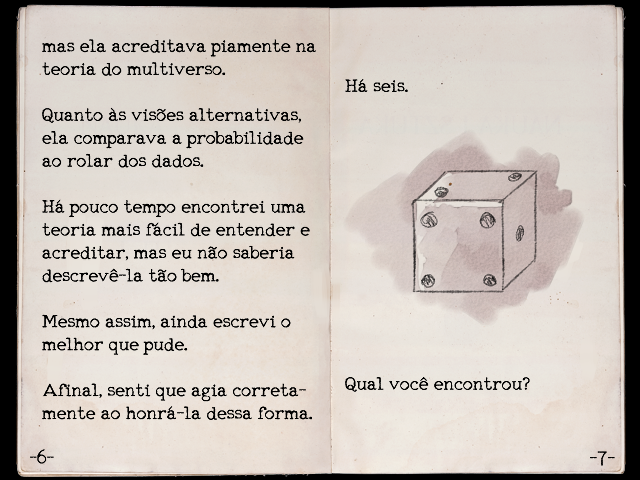 mas ela acreditava piamente na
teoria do multiverso.
Quanto às visões alternativas,
ela comparava a probabilidade
ao rolar dos dados.
Há pouco tempo encontrei uma
teoria mais fácil de entender e
acreditar, mas eu não saberia
descrevê-la tão bem.
Mesmo assim, ainda escrevi o
melhor que pude.
Afinal, senti que agia correta-
mente ao honrá-la dessa forma.
-6-
Há seis.
Qual você encontrou?
-7-